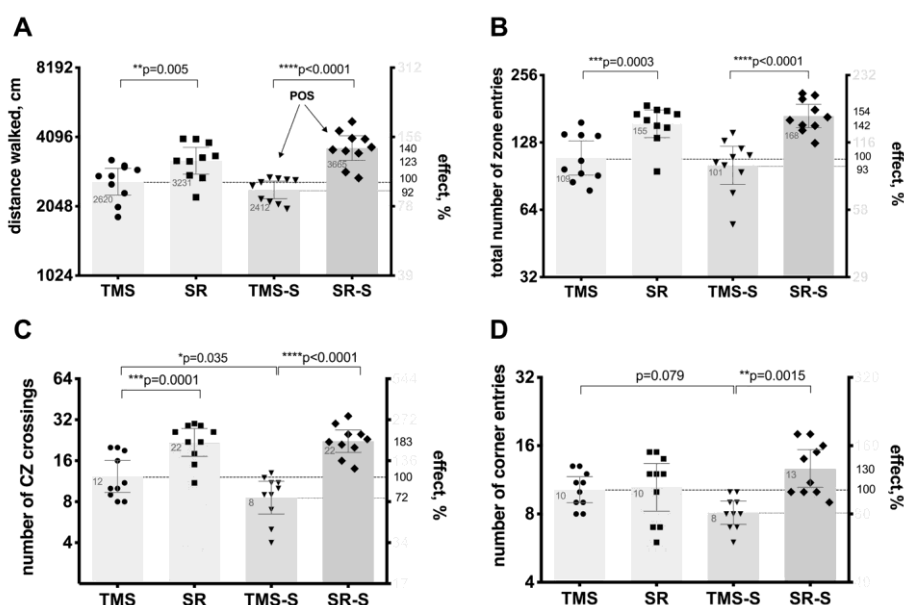 A
**p=0.005
****p<0.0001
POS
distance walked, cm
8192
4096
2048
1024
2620
3231
2412
3865
312
156
140
123
100
92
78
39
effect, %
TMS SR TMS-S SR-S
B
***p=0.0003
****p<0.0001
total number of zone entries
256
128
64
32
109
155
101
168
232
154
142
116
100
93
58
29
effect, %
TMS SR TMS-S SR-S
C
*p=0.035
***p=0.0001
****p<0.0001
number of CZ crossings
64
32
16
8
4
12
22
8
22
544
272
183
136
100
72
34
17
effect, %
TMS SR TMS-S SR-S
D
p=0.079
**p=0.0015
number of corner entries
32
16
8
4
10
10
8
13
320
160
130
100
80
40
effect, %
TMS SR TMS-S SR-S